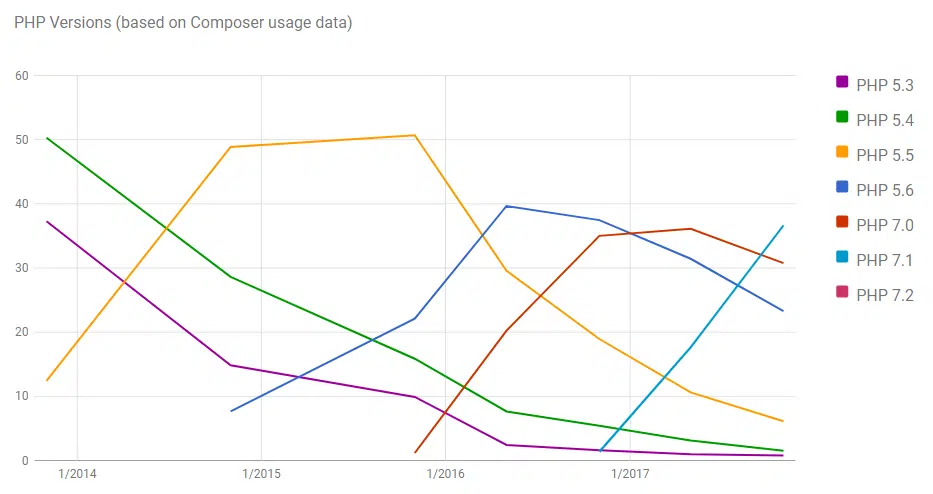 PHP Versions (based on Composer usage data)
60
50
40
30
20
10
0
1/2014 1/2015 1/2016 1/2017
PHP 5.3
PHP 5.4
PHP 5.5
PHP 5.6
PHP 7.0
PHP 7.1
PHP 7.2